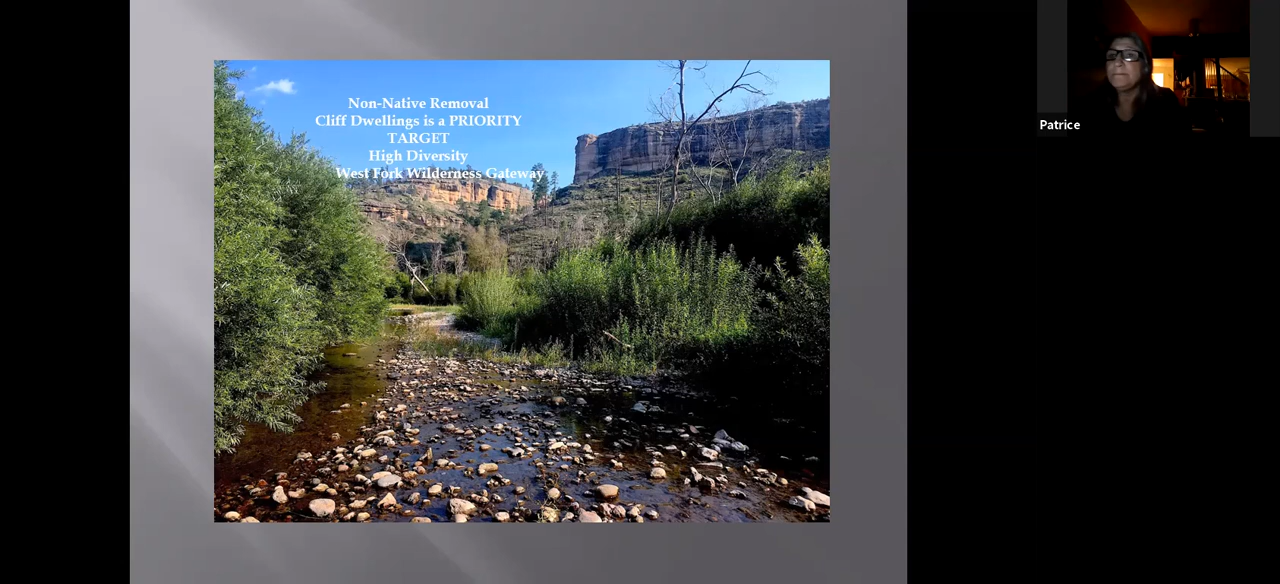 Non-Native Removal
Cliff Dwellings is a PRIORITY
TARGET
High Diversity
West Fork Wilderness Gateway
Patrice